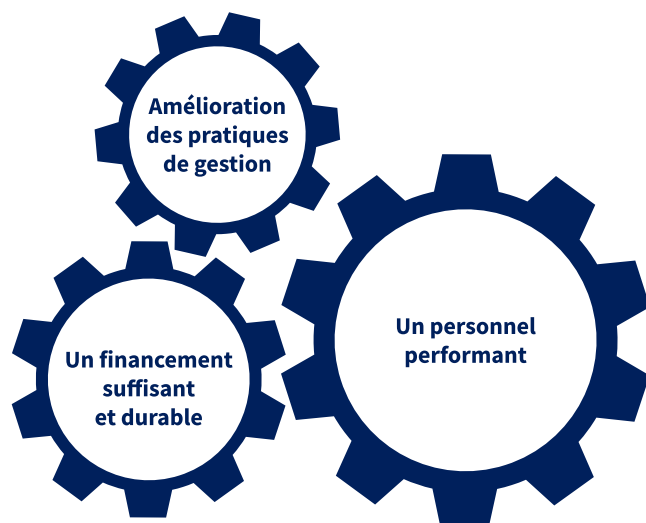 Amélioration
des pratiques
de gestion
Un financement
suffisant
et durable
Un personnel
performant